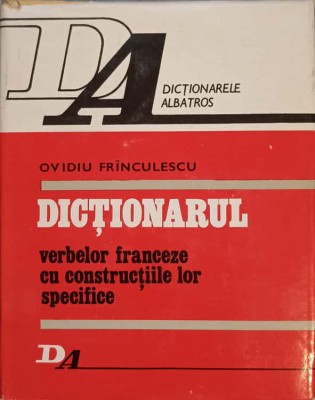 DA
DICȚIONARELE
ALBATROS
OVIDIU FRÎNCULESCU
DICȚIONARUL
verbelor franceze
cu construcțiile lor
specifice
DA